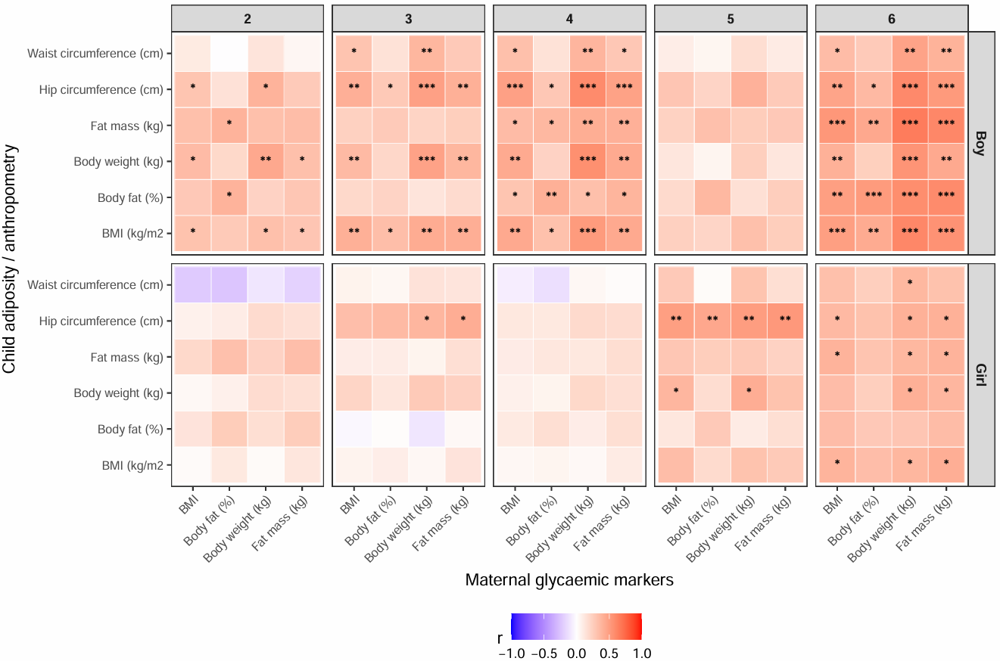 2 3 4 5 6
Waist circumference (cm) * ** * ** * * ** **
Hip circumference (cm) * * ** * *** ** *** * *** *** ** * *** ***
Fat mass (kg) * * * ** ** *** ** *** ***
Body weight (kg) * ** * ** *** ** ** *** ** ** *** **
Body fat (%) * * ** * * ** *** *** ***
BMI (kg/m2 * * * ** * ** ** ** * *** ** *** ** *** ***
Boy
Waist circumference (cm) *
Hip circumference (cm) * * ** ** ** ** * * *
Fat mass (kg) * * *
Body weight (kg) * * * *
Body fat (%)
BMI (kg/m2 * * *
Girl
Child adiposity / anthropometry
BMI Body fat (%) Body weight (kg) Fat mass (kg) BMI Body fat (%) Body weight (kg) Fat mass (kg) BMI Body fat (%) Body weight (kg) Fat mass (kg) BMI Body fat (%) Body weight (kg) Fat mass (kg) BMI Body fat (%) Body weight (kg) Fat mass (kg)
Maternal glycaemic markers
r
−1.0 −0.5 0.0 0.5 1.0